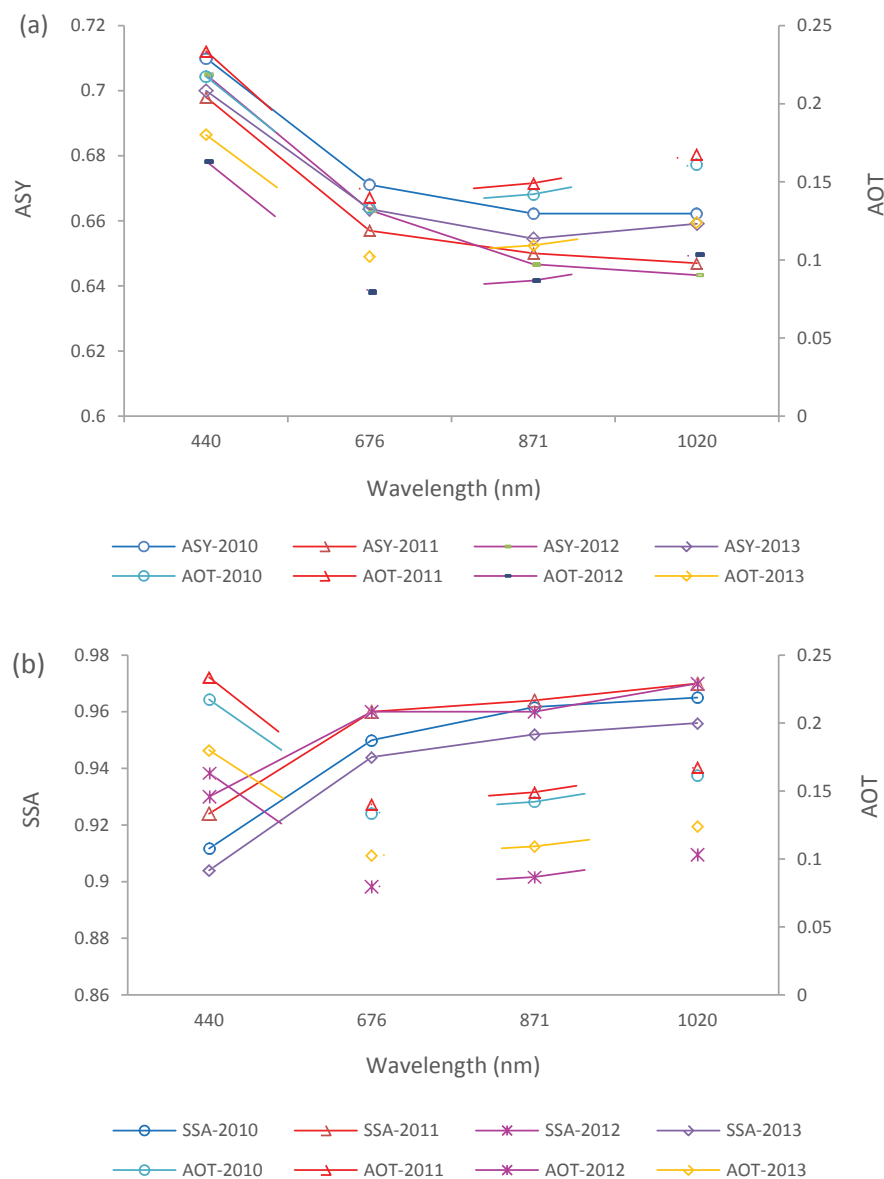 (a)
0.72
0.7
0.68
0.66
0.64
0.62
0.6
ASY
0.25
0.2
0.15
0.1
0.05
0
AOT
440 676 871 1020
Wavelength (nm)
ASY-2010 ASY-2011 ASY-2012 ASY-2013
AOT-2010 AOT-2011 AOT-2012 AOT-2013
(b)
0.98
0.96
0.94
0.92
0.9
0.88
0.86
SSA
0.25
0.2
0.15
0.1
0.05
0
AOT
440 676 871 1020
Wavelength (nm)
SSA-2010 SSA-2011 SSA-2012 SSA-2013
AOT-2010 AOT-2011 AOT-2012 AOT-2013